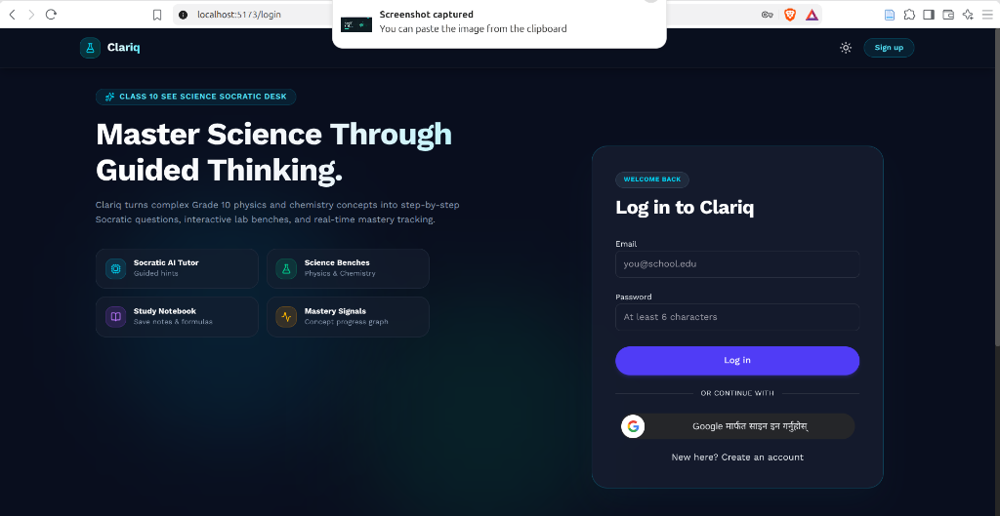 localhost:5173/login
Screenshot captured
You can paste the image from the clipboard
Clariq
Sign up
CLASS 10 SEE SCIENCE SOCRATIC DESK
Master Science Through
Guided Thinking.
Clariq turns complex Grade 10 physics and chemistry concepts into step-by-step
Socratic questions, interactive lab benches, and real-time mastery tracking.
Socratic AI Tutor
Guided hints
Science Benches
Physics & Chemistry
Study Notebook
Save notes & formulas
Mastery Signals
Concept progress graph
WELCOME BACK
Log in to Clariq
Email
you@school.edu
Password
At least 6 characters
Log in
OR CONTINUE WITH
Google मार्फत साइन इन गर्नुहोस्
New here? Create an account